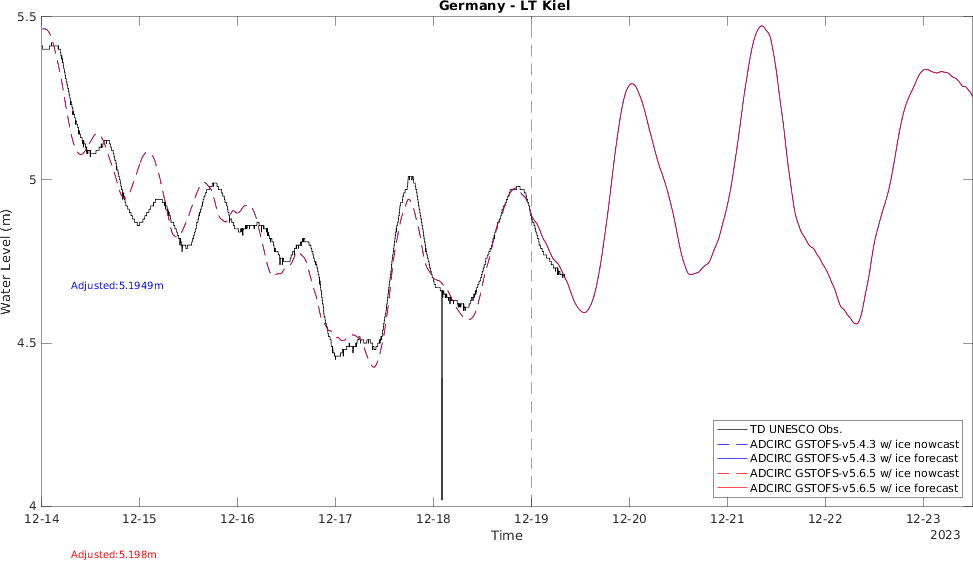 Germany - LT Kiel
5.5
5
4.5
4
Water Level (m)
Adjusted:5.1949m
TD UNESCO Obs.
ADCIRC GSTOFS-v5.4.3 w/ ice nowcast
ADCIRC GSTOFS-v5.4.3 w/ ice forecast
ADCIRC GSTOFS-v5.6.5 w/ ice nowcast
ADCIRC GSTOFS-v5.6.5 w/ ice forecast
12-14 12-15 12-16 12-17 12-18 12-19 12-20 12-21 12-22 12-23
Time
2023
Adjusted:5.198m